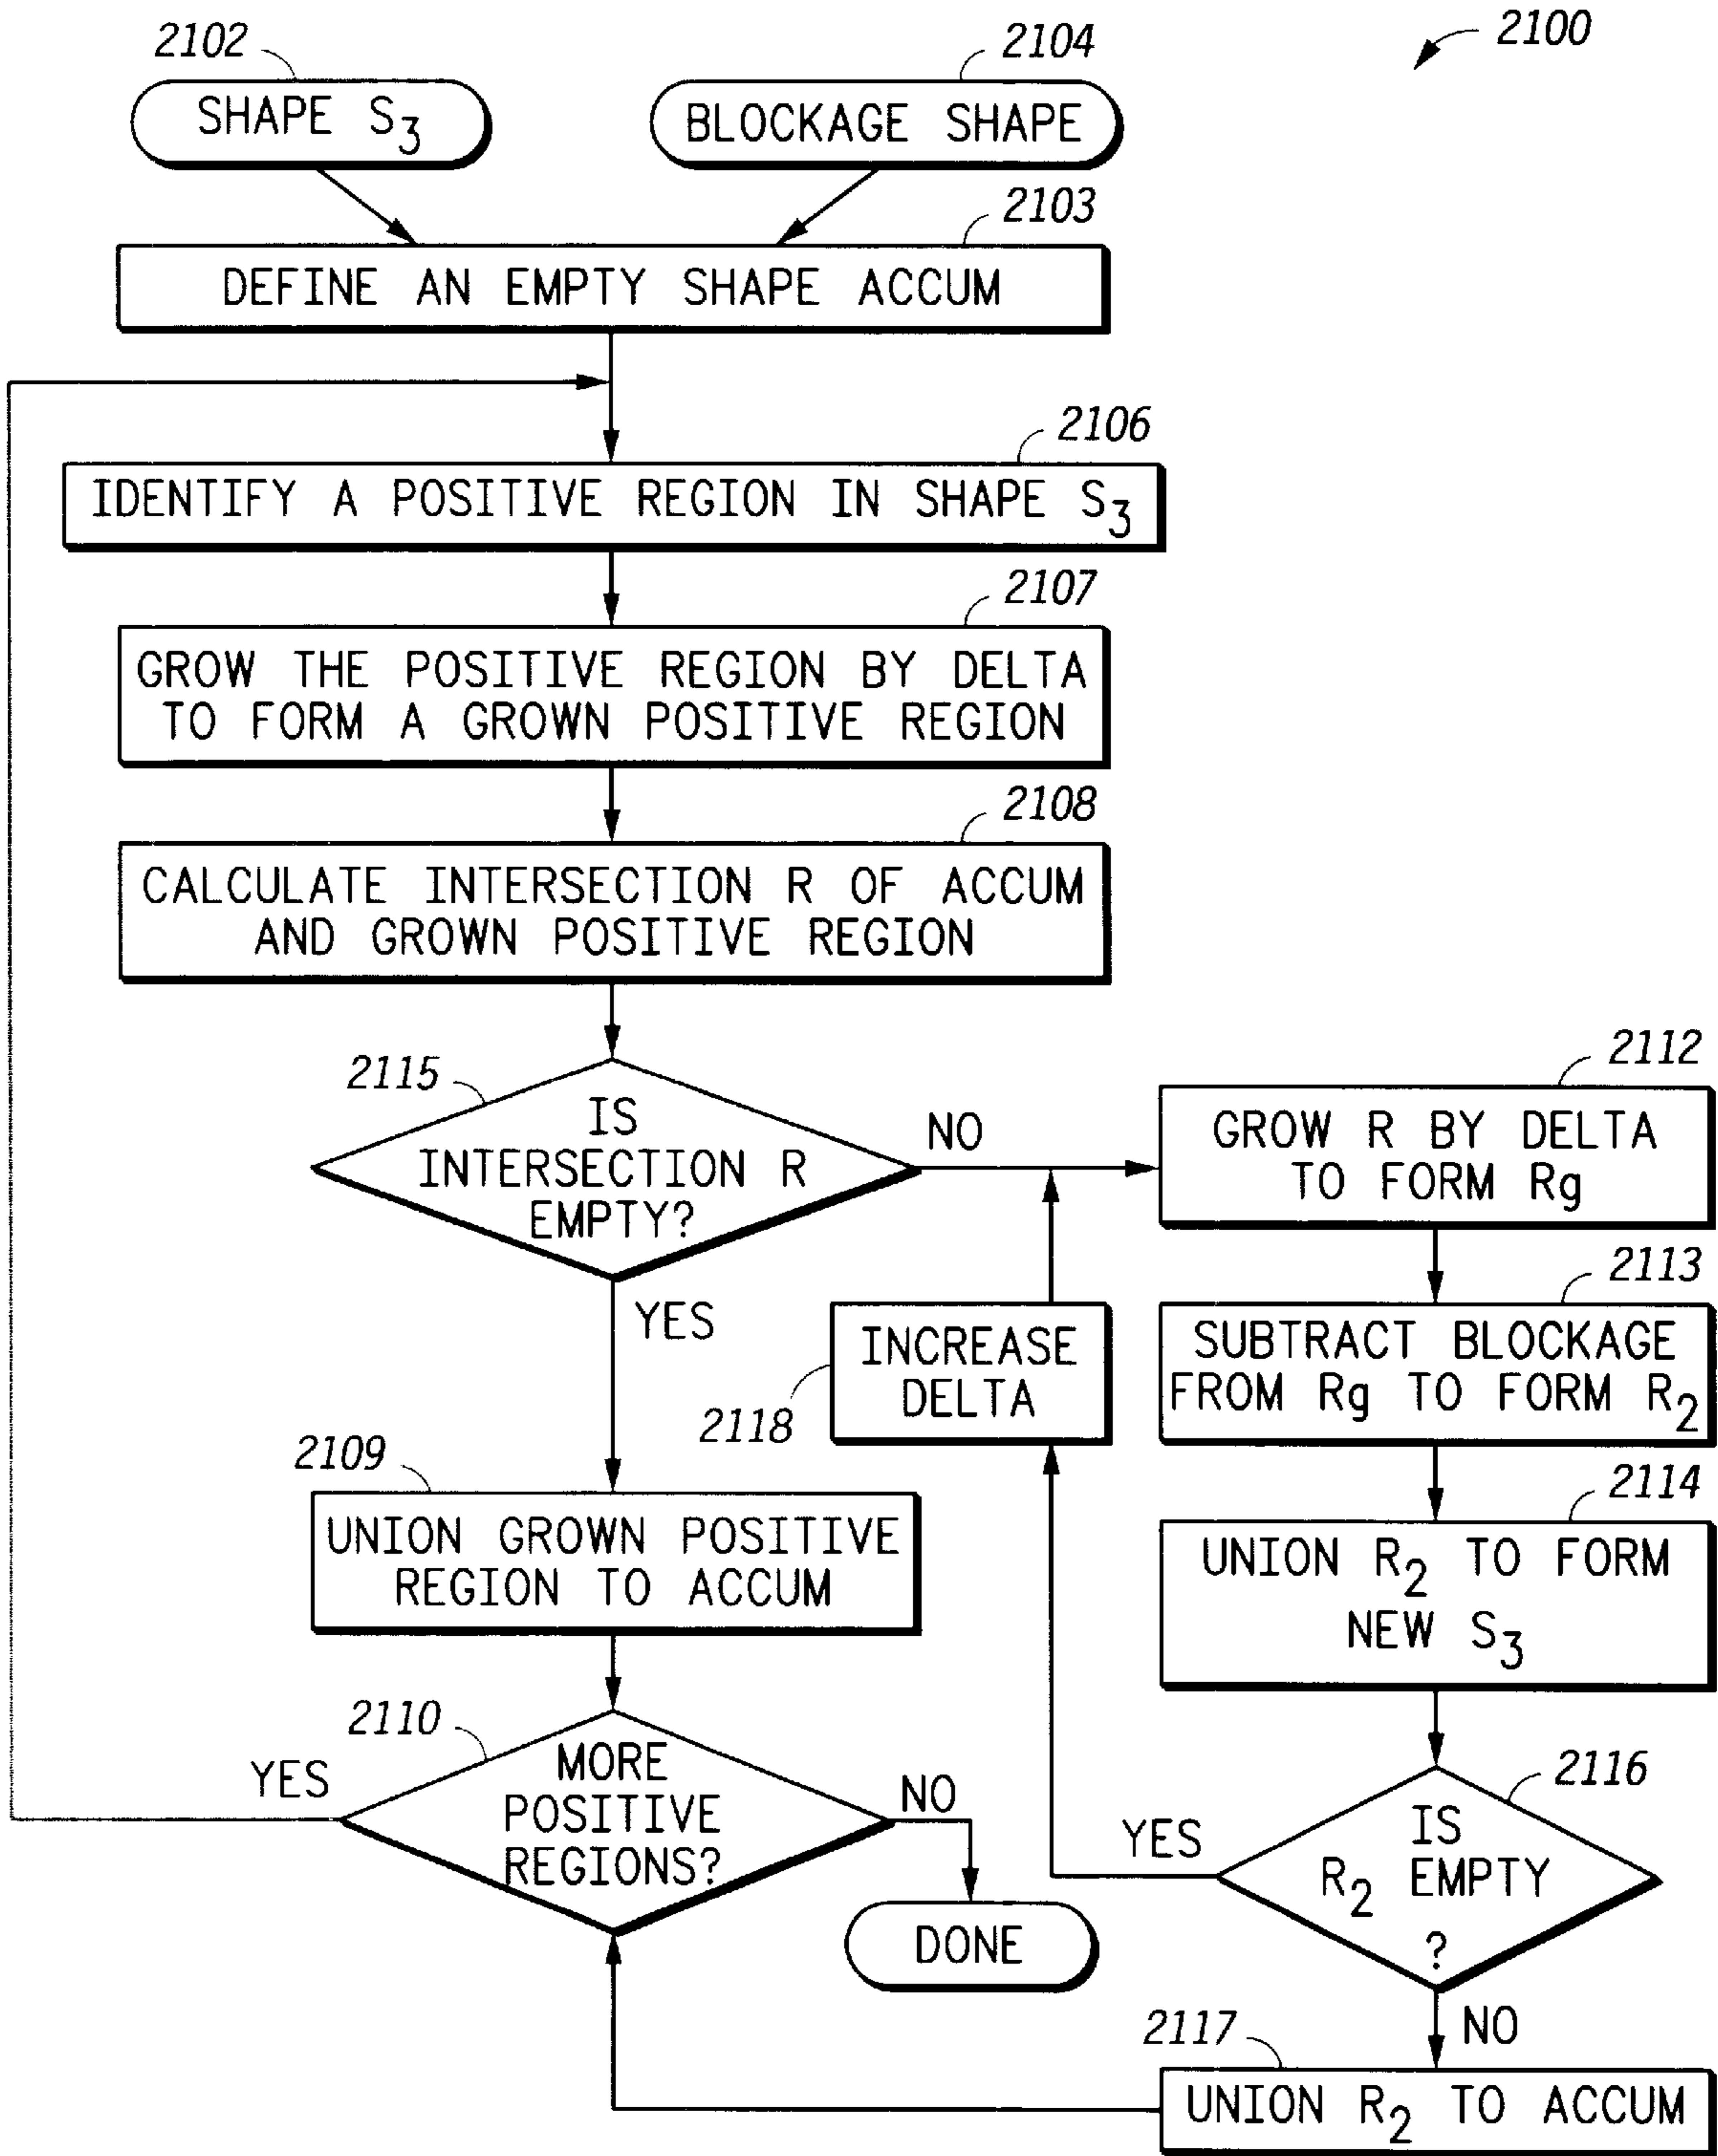 2100
2102
2104
SHAPE S3
BLOCKAGE SHAPE
2103
DEFINE AN EMPTY SHAPE ACCUM
2106
IDENTIFY A POSITIVE REGION IN SHAPE S3
2107
GROW THE POSITIVE REGION BY DELTA
TO FORM A GROWN POSITIVE REGION
2108
CALCULATE INTERSECTION R OF ACCUM
AND GROWN POSITIVE REGION
2115
IS
INTERSECTION R
EMPTY?
NO
YES
2112
GROW R BY DELTA
TO FORM Rg
2113
SUBTRACT BLOCKAGE
FROM Rg TO FORM R2
2118
INCREASE
DELTA
2114
UNION R2 TO FORM
NEW S3
2109
UNION GROWN POSITIVE
REGION TO ACCUM
2110
MORE
POSITIVE
REGIONS?
YES
NO
DONE
2116
IS
R2 EMPTY
?
YES
NO
2117
UNION R2 TO ACCUM